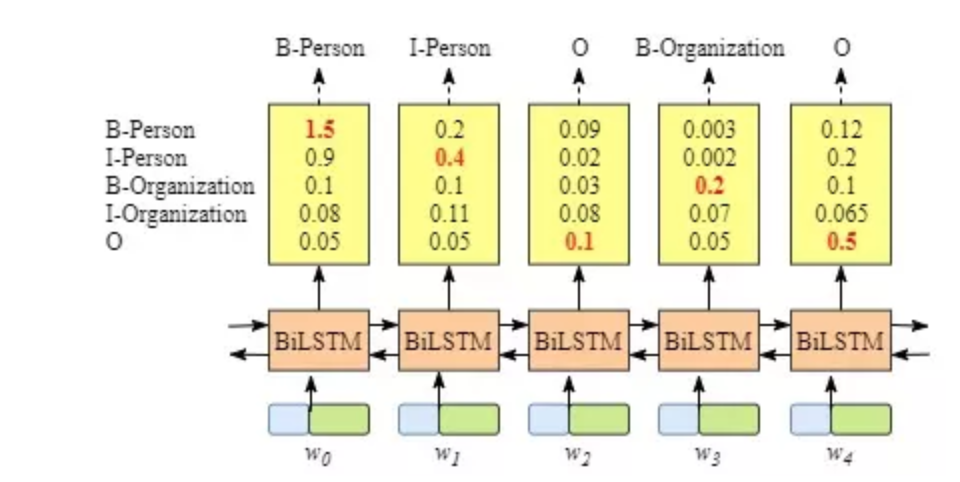 B-Person I-Person O B-Organization O
B-Person 1.5 0.2 0.09 0.003 0.12
I-Person 0.9 0.4 0.02 0.002 0.2
B-Organization 0.1 0.1 0.03 0.2 0.1
I-Organization 0.08 0.11 0.08 0.07 0.065
O 0.05 0.05 0.1 0.05 0.5
BiLSTM BiLSTM BiLSTM BiLSTM BiLSTM
w0 w1 w2 w3 w4